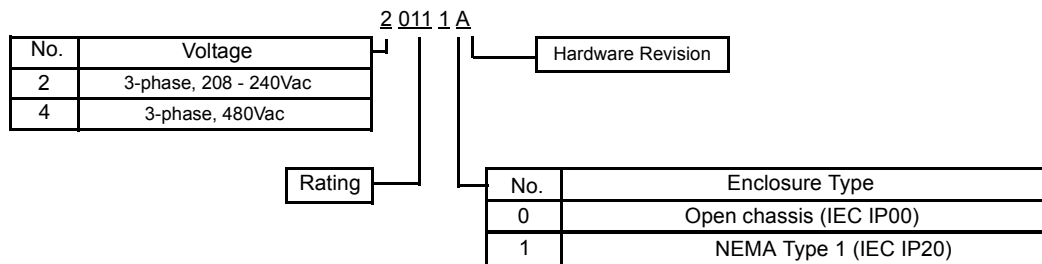 2 011 1 A
No. Voltage
2 3-phase, 208 - 240Vac
4 3-phase, 480Vac
Hardware Revision
Rating
No. Enclosure Type
0 Open chassis (IEC IP00)
1 NEMA Type 1 (IEC IP20)